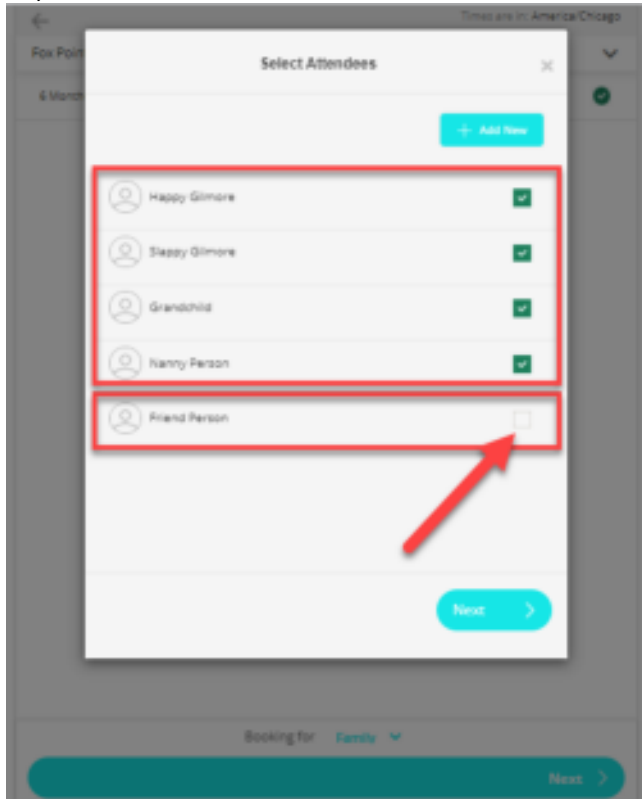 Times are in: America/Chicago
Fox Poin
Select Attendees
6 March
+ Add New
Happy Gilmore
Slappy Gilmore
Grandchild
Nanny Person
Friend Person
Next
Booking for Family
Next